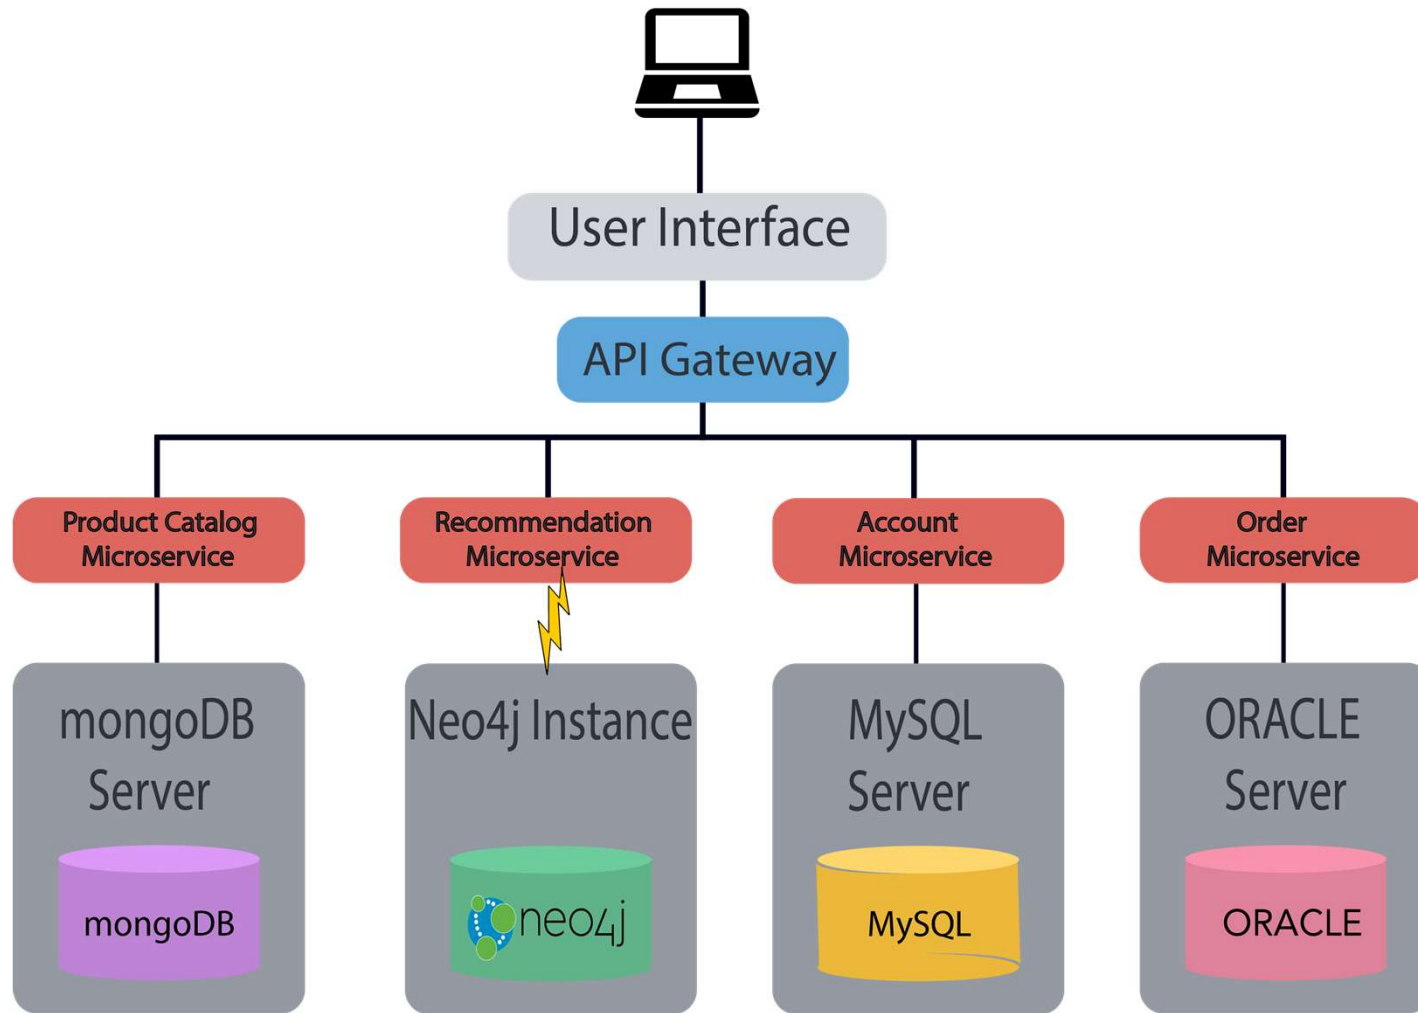 User Interface
API Gateway
Product Catalog
Microservice
Recommendation
Microservice
Account
Microservice
Order
Microservice
mongoDB
Server
Neo4j Instance
MySQL
Server
ORACLE
Server
mongoDB
neo4j
MySQL
ORACLE